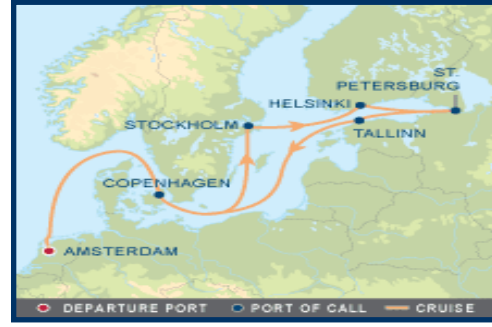 ST.
PETERSBURG
HELSINKI
STOCKHOLM
TALLINN
COPENHAGEN
AMSTERDAM
DEPARTURE PORT PORT OF CALL CRUISE